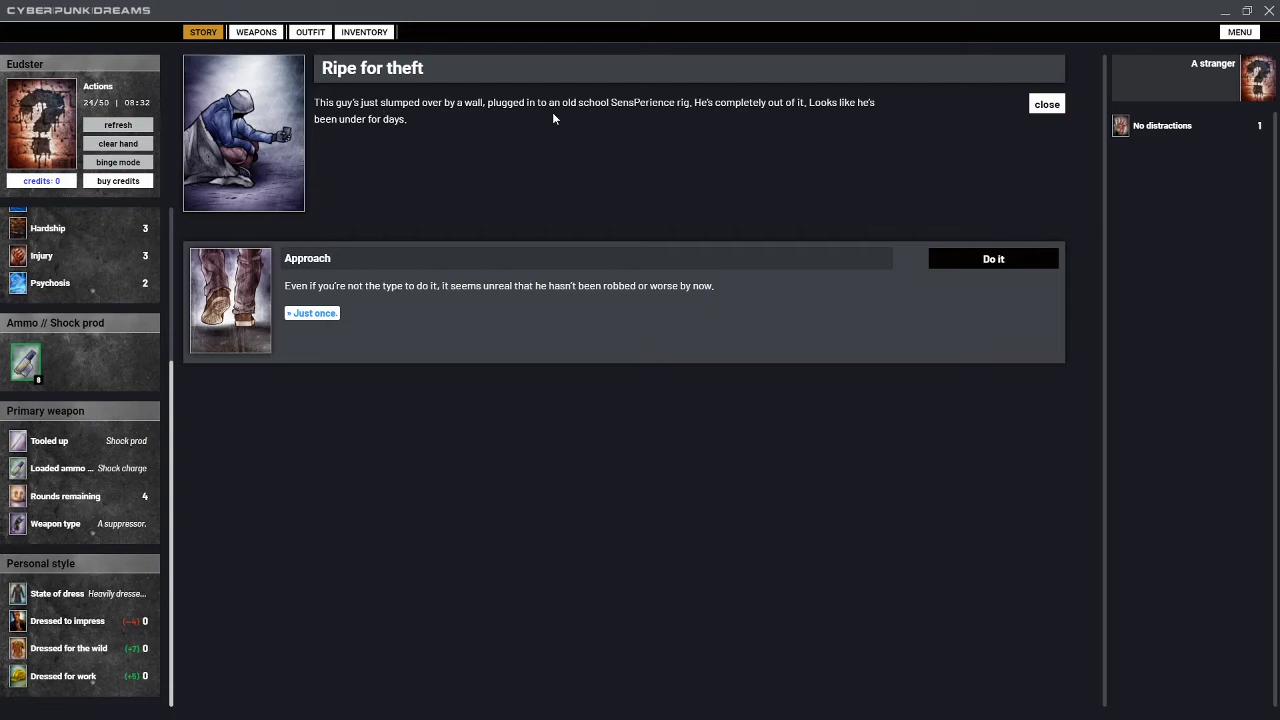 CYBERPUNKDREAMS
STORY
WEAPONS
OUTFIT
INVENTORY
MENU
Eudster
Actions
24/50 | 08:32
refresh
clear hand
binge mode
credits: 0
buy credits
Hardship 3
Injury 3
Psychosis 2
Ammo // Shock prod
8
Primary weapon
Tooled up Shock prod
Loaded ammo ... Shock charge
Rounds remaining 4
Weapon type A suppressor.
Personal style
State of dress Heavily dresse...
Dressed to impress (−4) 0
Dressed for the wild (+7) 0
Dressed for work (+5) 0
Ripe for theft
This guy's just slumped over by a wall, plugged in to an old school SensPerience rig. He's completely out of it. Looks like he's
been under for days.
close
Approach
Do it
Even if you're not the type to do it, it seems unreal that he hasn't been robbed or worse by now.
» Just once.
A stranger
No distractions 1